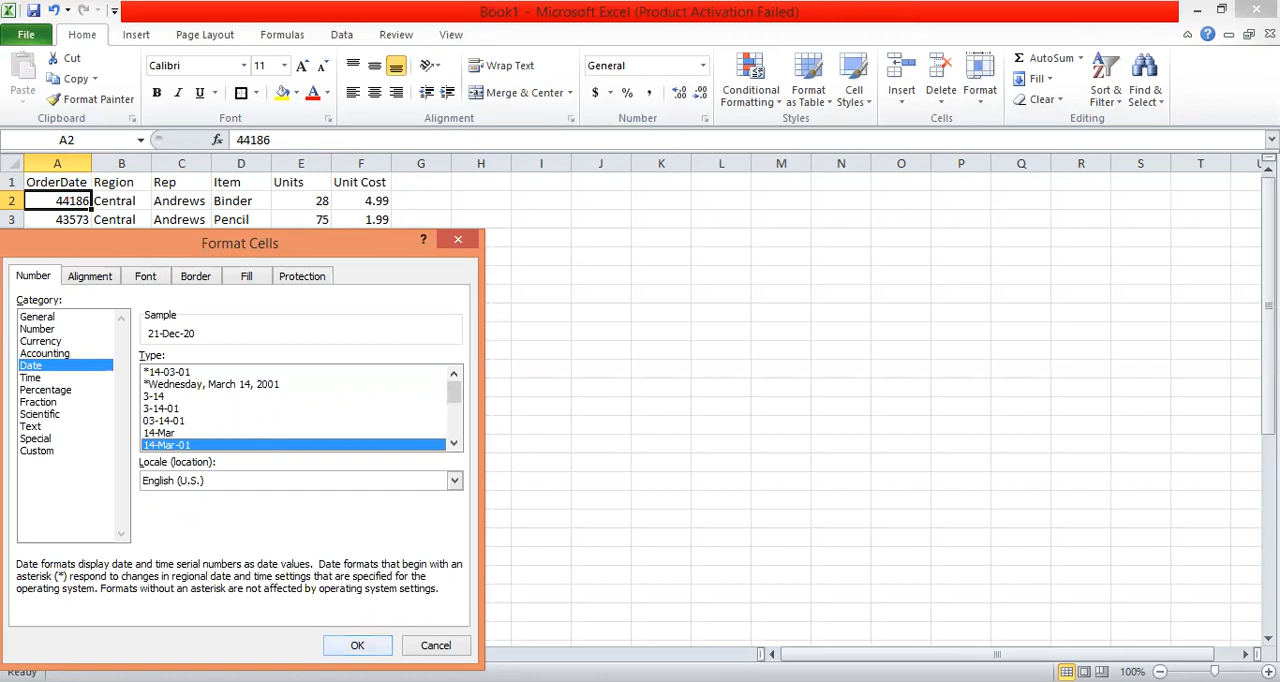 Book1 - Microsoft Excel (Product Activation Failed)
File Home Insert Page Layout Formulas Data Review View
Paste
Cut
Copy
Format Painter
Clipboard
Calibri 11 A A
B I U A
Font
Wrap Text
Merge & Center
Alignment
General
$ % , .0 .00 .00 .0
Number
Conditional Formatting
Format as Table
Cell Styles
Styles
Insert Delete Format
Cells
Σ AutoSum
Fill
Clear
Sort & Filter
Find & Select
Editing
A2 fx 44186
A B C D E F G H I J K L M N O P Q R S T
1 OrderDate Region Rep Item Units Unit Cost
2 44186 Central Andrews Binder 28 4.99
3 43573 Central Andrews Pencil 75 1.99
Format Cells ?
Number Alignment Font Border Fill Protection
Category:
General
Number
Currency
Accounting
Date
Time
Percentage
Fraction
Scientific
Text
Special
Custom
Sample
21-Dec-20
Type:
*14-03-01
*Wednesday, March 14, 2001
3-14
3-14-01
03-14-01
14-Mar
14-Mar-01
Locale (location):
English (U.S.)
Date formats display date and time serial numbers as date values. Date formats that begin with an
asterisk (*) respond to changes in regional date and time settings that are specified for the
operating system. Formats without an asterisk are not affected by operating system settings.
OK Cancel
Ready 100%